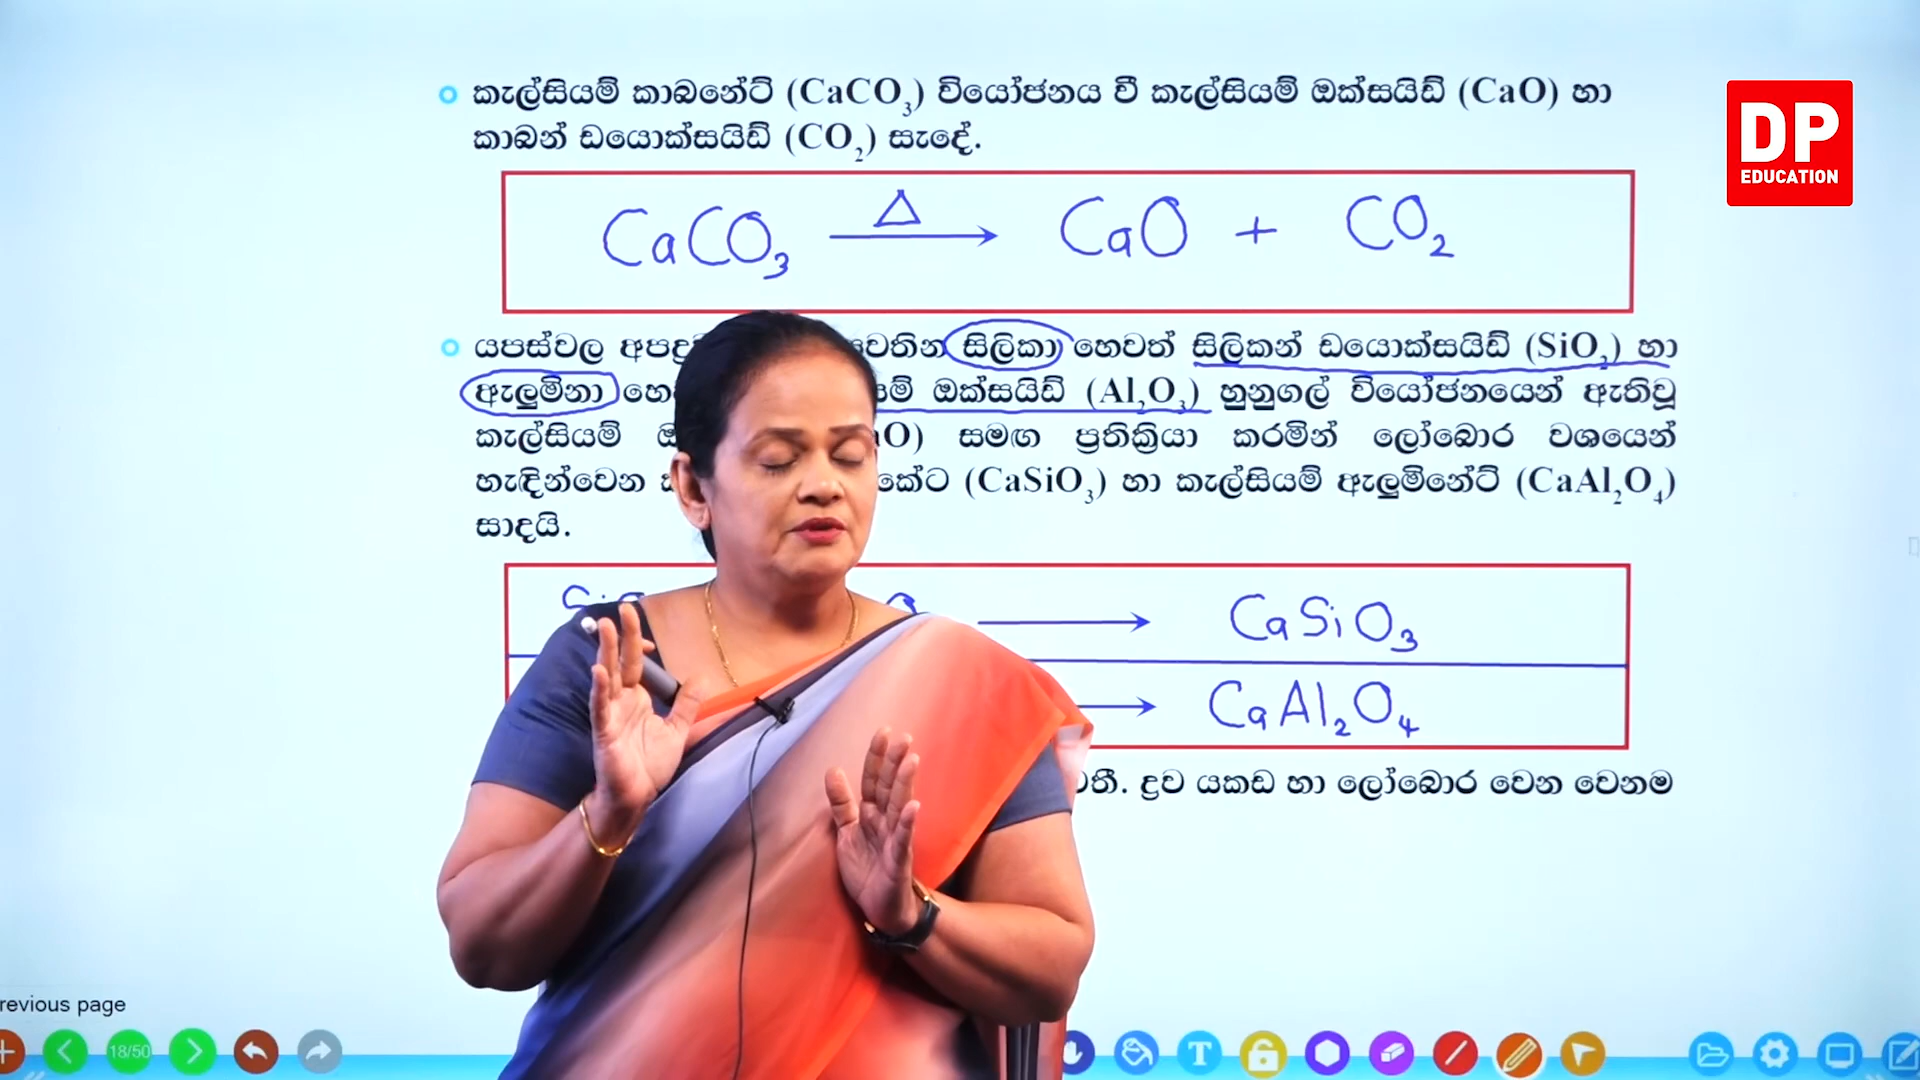 කැල්සියම් කාබනේට් (CaCO₃) වියෝජනය වී කැල්සියම් ඔක්සයිඩ් (CaO) හා
කාබන් ඩයොක්සයිඩ් (CO₂) සැදේ.
DP
EDUCATION
CaCO₃ —Δ→ CaO + CO₂
යපස්වල සිලිකා හෙවත් සිලිකන් ඩයොක්සයිඩ් (SiO₂) හා
ඇලුමිනා ඔක්සයිඩ් (Al₂O₃) හුනුගල් වියෝජනයෙන් ඇතිවූ
කැල්සියම් සමඟ ප්‍රතික්‍රියා කරමින් ලෝබොර වශයෙන්
හැඳින්වෙන (CaSiO₃) හා කැල්සියම් ඇලුමිනේට් (CaAl₂O₄)
සාදයි.
→ CaSiO₃
→ CaAl₂O₄
ද්‍රව යකඩ හා ලෝබොර වෙන වෙනම
revious page
18/50